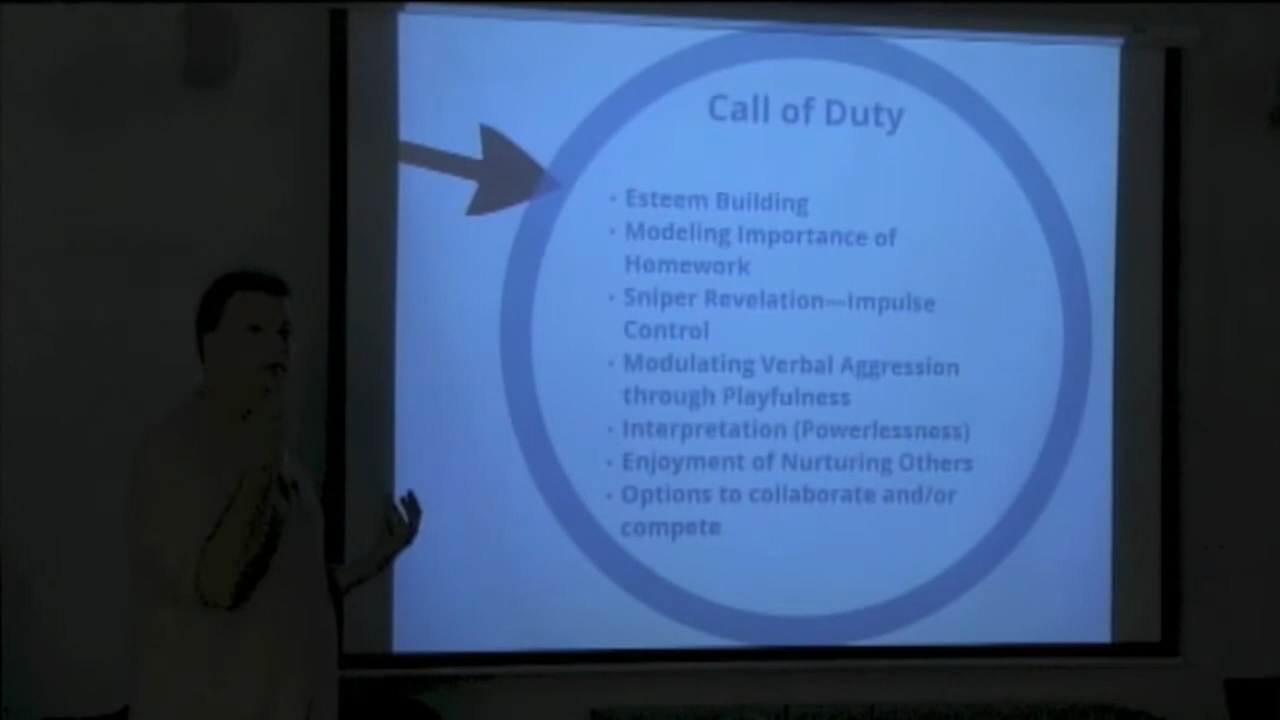 Call of Duty
• Esteem Building
• Modeling Importance of
Homework
• Sniper Revelation—Impulse
Control
• Modulating Verbal Aggression
through Playfulness
• Interpretation (Powerlessness)
• Enjoyment of Nurturing Others
• Options to collaborate and/or
compete